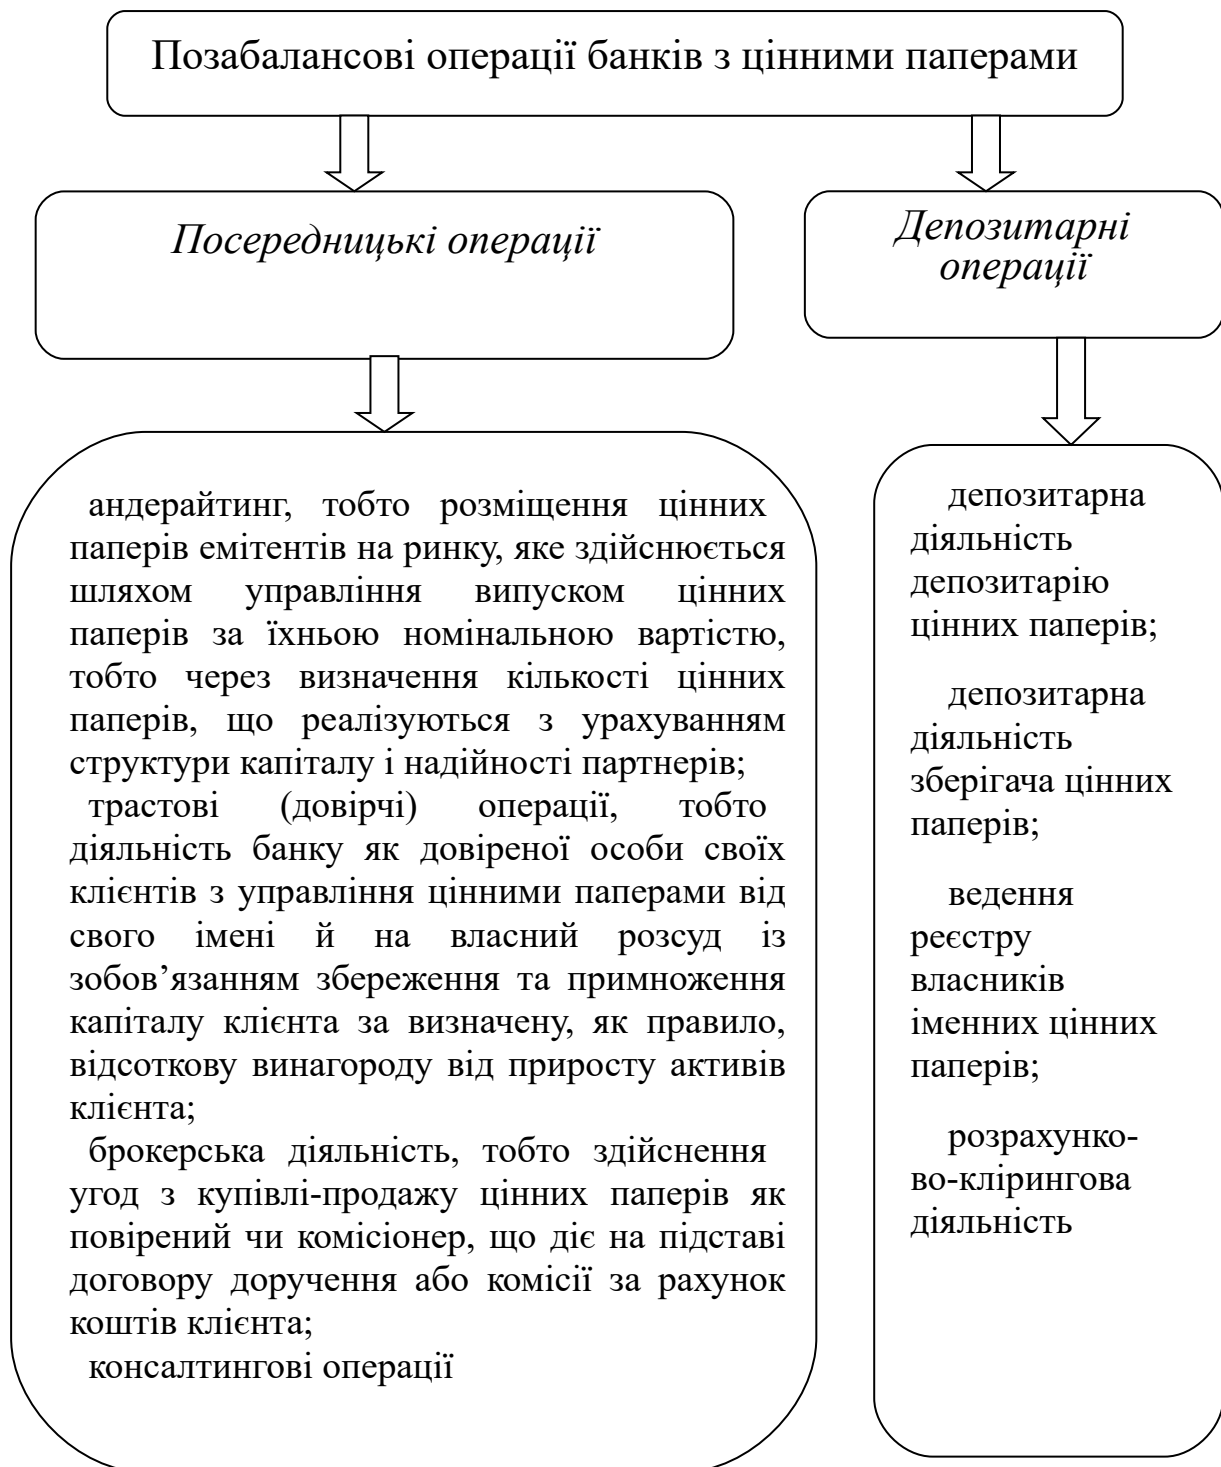 Позабалансові операції банків з цінними паперами
Посередницькі операції
Депозитарні
операції
андерайтинг, тобто розміщення цінних
паперів емітентів на ринку, яке здійснюється
шляхом управління випуском цінних
паперів за їхньою номінальною вартістю,
тобто через визначення кількості цінних
паперів, що реалізуються з урахуванням
структури капіталу і надійності партнерів;
трастові (довірчі) операції, тобто
діяльність банку як довіреної особи своїх
клієнтів з управління цінними паперами від
свого імені й на власний розсуд із
зобов’язанням збереження та примноження
капіталу клієнта за визначену, як правило,
відсоткову винагороду від приросту активів
клієнта;
брокерська діяльність, тобто здійснення
угод з купівлі-продажу цінних паперів як
повірений чи комісіонер, що діє на підставі
договору доручення або комісії за рахунок
коштів клієнта;
консалтингові операції
депозитарна
діяльність
депозитарію
цінних паперів;
депозитарна
діяльність
зберігача цінних
паперів;
ведення
реєстру
власників
іменних цінних
паперів;
розрахунко-
во-клірингова
діяльність